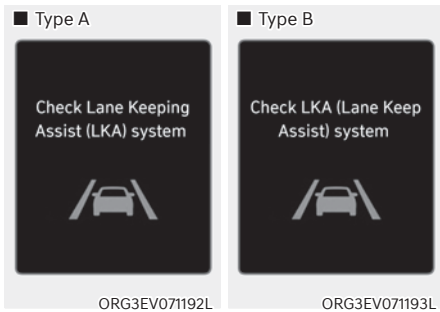 ■ Type A
Check Lane Keeping
Assist (LKA) system
ORG3EV071192L
■ Type B
Check LKA (Lane Keep
Assist) system
ORG3EV071193L